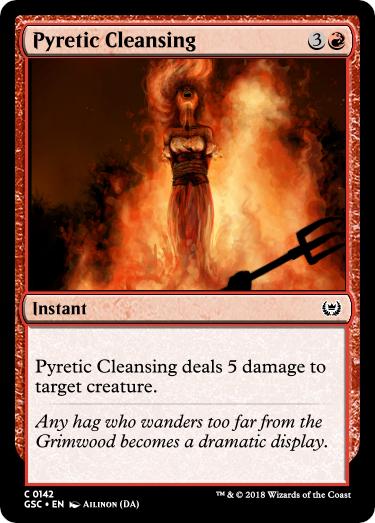 Pyretic Cleansing 3
Instant
Pyretic Cleansing deals 5 damage to
target creature.
Any hag who wanders too far from the
Grimwood becomes a dramatic display.
C 0142
GSC • EN AILINON (DA)
™ & © 2018 Wizards of the Coast